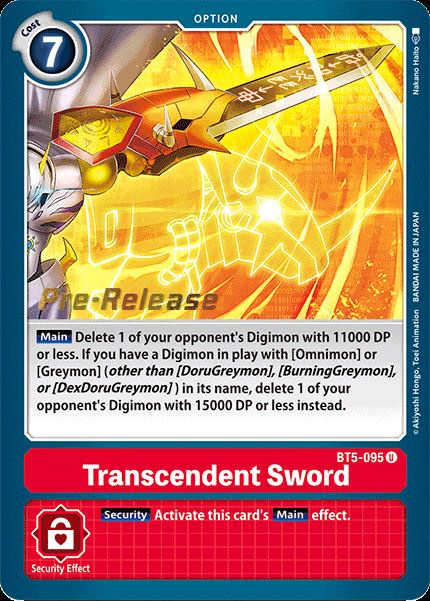 OPTION
Cost
7
Nakano Haito
Pre-Release
Main Delete 1 of your opponent's Digimon with 11000 DP
or less. If you have a Digimon in play with [Omnimon] or
[Greymon] (other than [DoruGreymon], [BurningGreymon],
or [DexDoruGreymon] ) in its name, delete 1 of your
opponent's Digimon with 15000 DP or less instead.
© Akiyoshi Hongo, Toei Animation BANDAI MADE IN JAPAN
BT5-095 U
Transcendent Sword
Security Activate this card's Main effect.
Security Effect